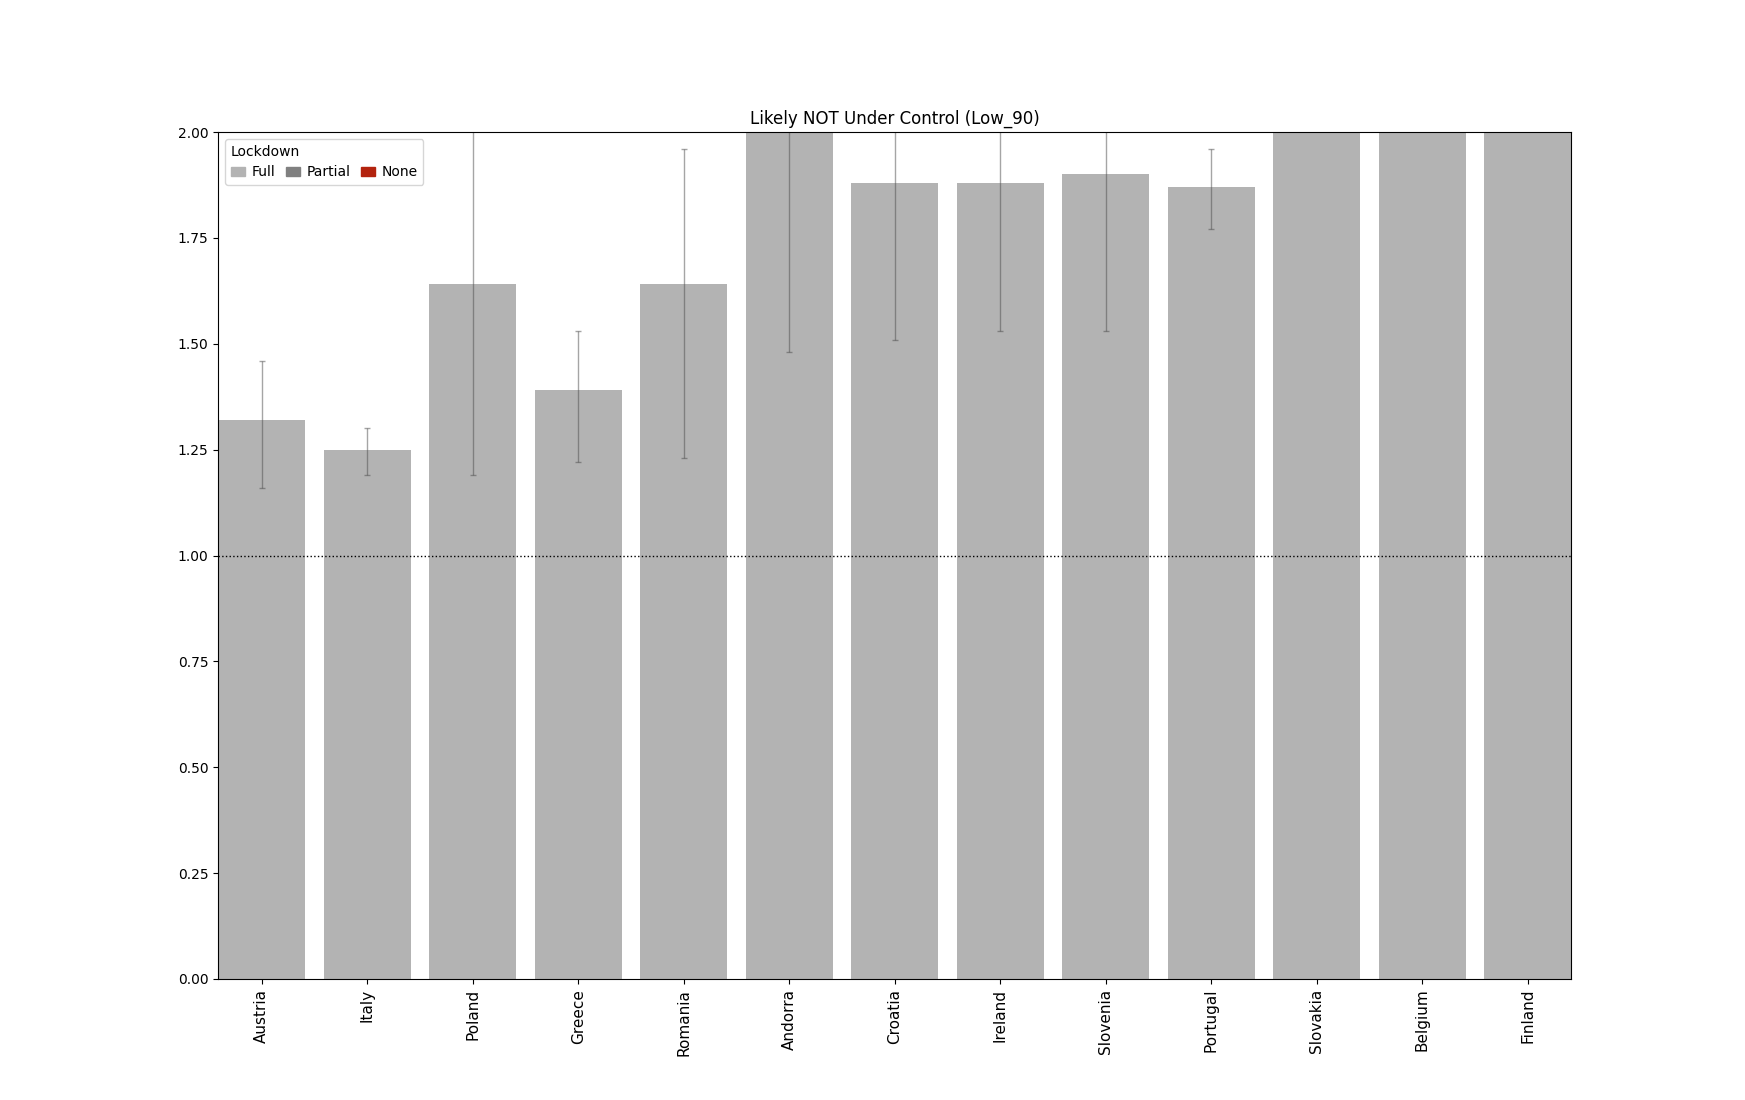 Likely NOT Under Control (Low_90)
Lockdown
Full Partial None
2.00
1.75
1.50
1.25
1.00
0.75
0.50
0.25
0.00
Austria
Italy
Poland
Greece
Romania
Andorra
Croatia
Ireland
Slovenia
Portugal
Slovakia
Belgium
Finland